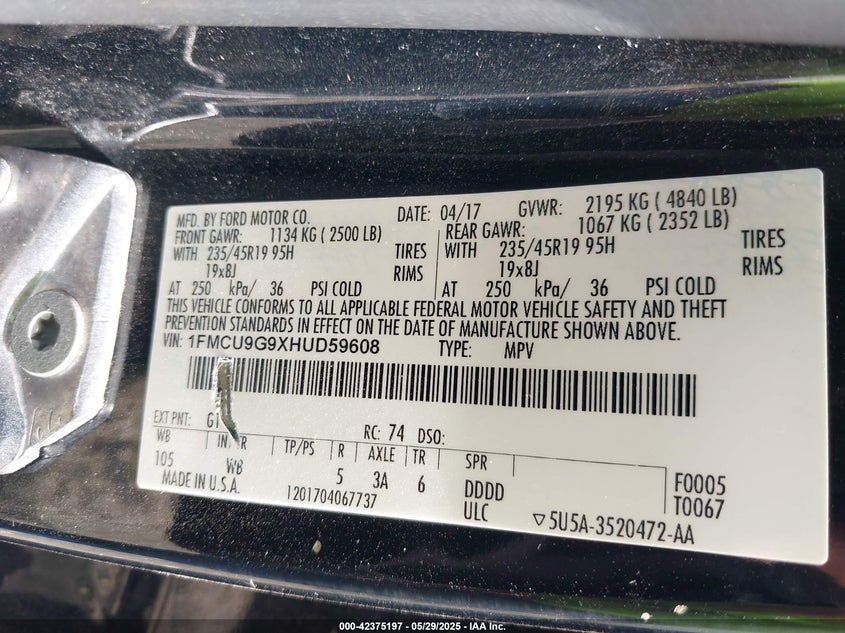 MFD. BY FORD MOTOR CO. DATE: 04/17 GVWR: 2195 KG ( 4840 LB)
FRONT GAWR: 1134 KG ( 2500 LB) REAR GAWR: 1067 KG ( 2352 LB)
WITH 235/45R19 95H TIRES WITH 235/45R19 95H TIRES
19x8J RIMS 19x8J RIMS
AT 250 kPa/ 36 PSI COLD AT 250 kPa/ 36 PSI COLD
THIS VEHICLE CONFORMS TO ALL APPLICABLE FEDERAL MOTOR VEHICLE SAFETY AND THEFT
PREVENTION STANDARDS IN EFFECT ON THE DATE OF MANUFACTURE SHOWN ABOVE.
VIN: 1FMCU9G9XHUD59608 TYPE: MPV
EXT PNT: G1 RC: 74 DSO:
WB TR TP/PS R AXLE TR SPR
105 WB 5 3A 6 DDDD F0005
MADE IN U.S.A. 1201704067737 ULC T0067
▽5U5A-3520472-AA
000-42375197 - 05/29/2025 - IAA Inc.